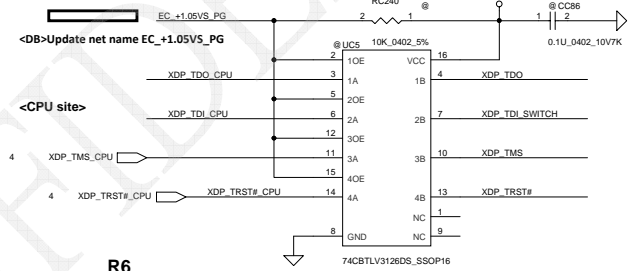 RC240
@
@ CC86
EC_+1.05VS_PG
2
1
1
2
<DB>Update net name EC_+1.05VS_PG
@ UC5
10K_0402_5%
0.1U_0402_10V7K
2
1OE
VCC
16
XDP_TDO_CPU
3
1A
1B
4
XDP_TDO
<CPU site>
5
2OE
XDP_TDI_CPU
6
2A
2B
7
XDP_TDI_SWITCH
12
3OE
4
XDP_TMS_CPU
11
3A
3B
10
XDP_TMS
15
4OE
4
XDP_TRST#_CPU
XDP_TRST#_CPU
14
4A
4B
13
XDP_TRST#
NC
1
8
GND
NC
9
74CBTLV3126DS_SSOP16
R6